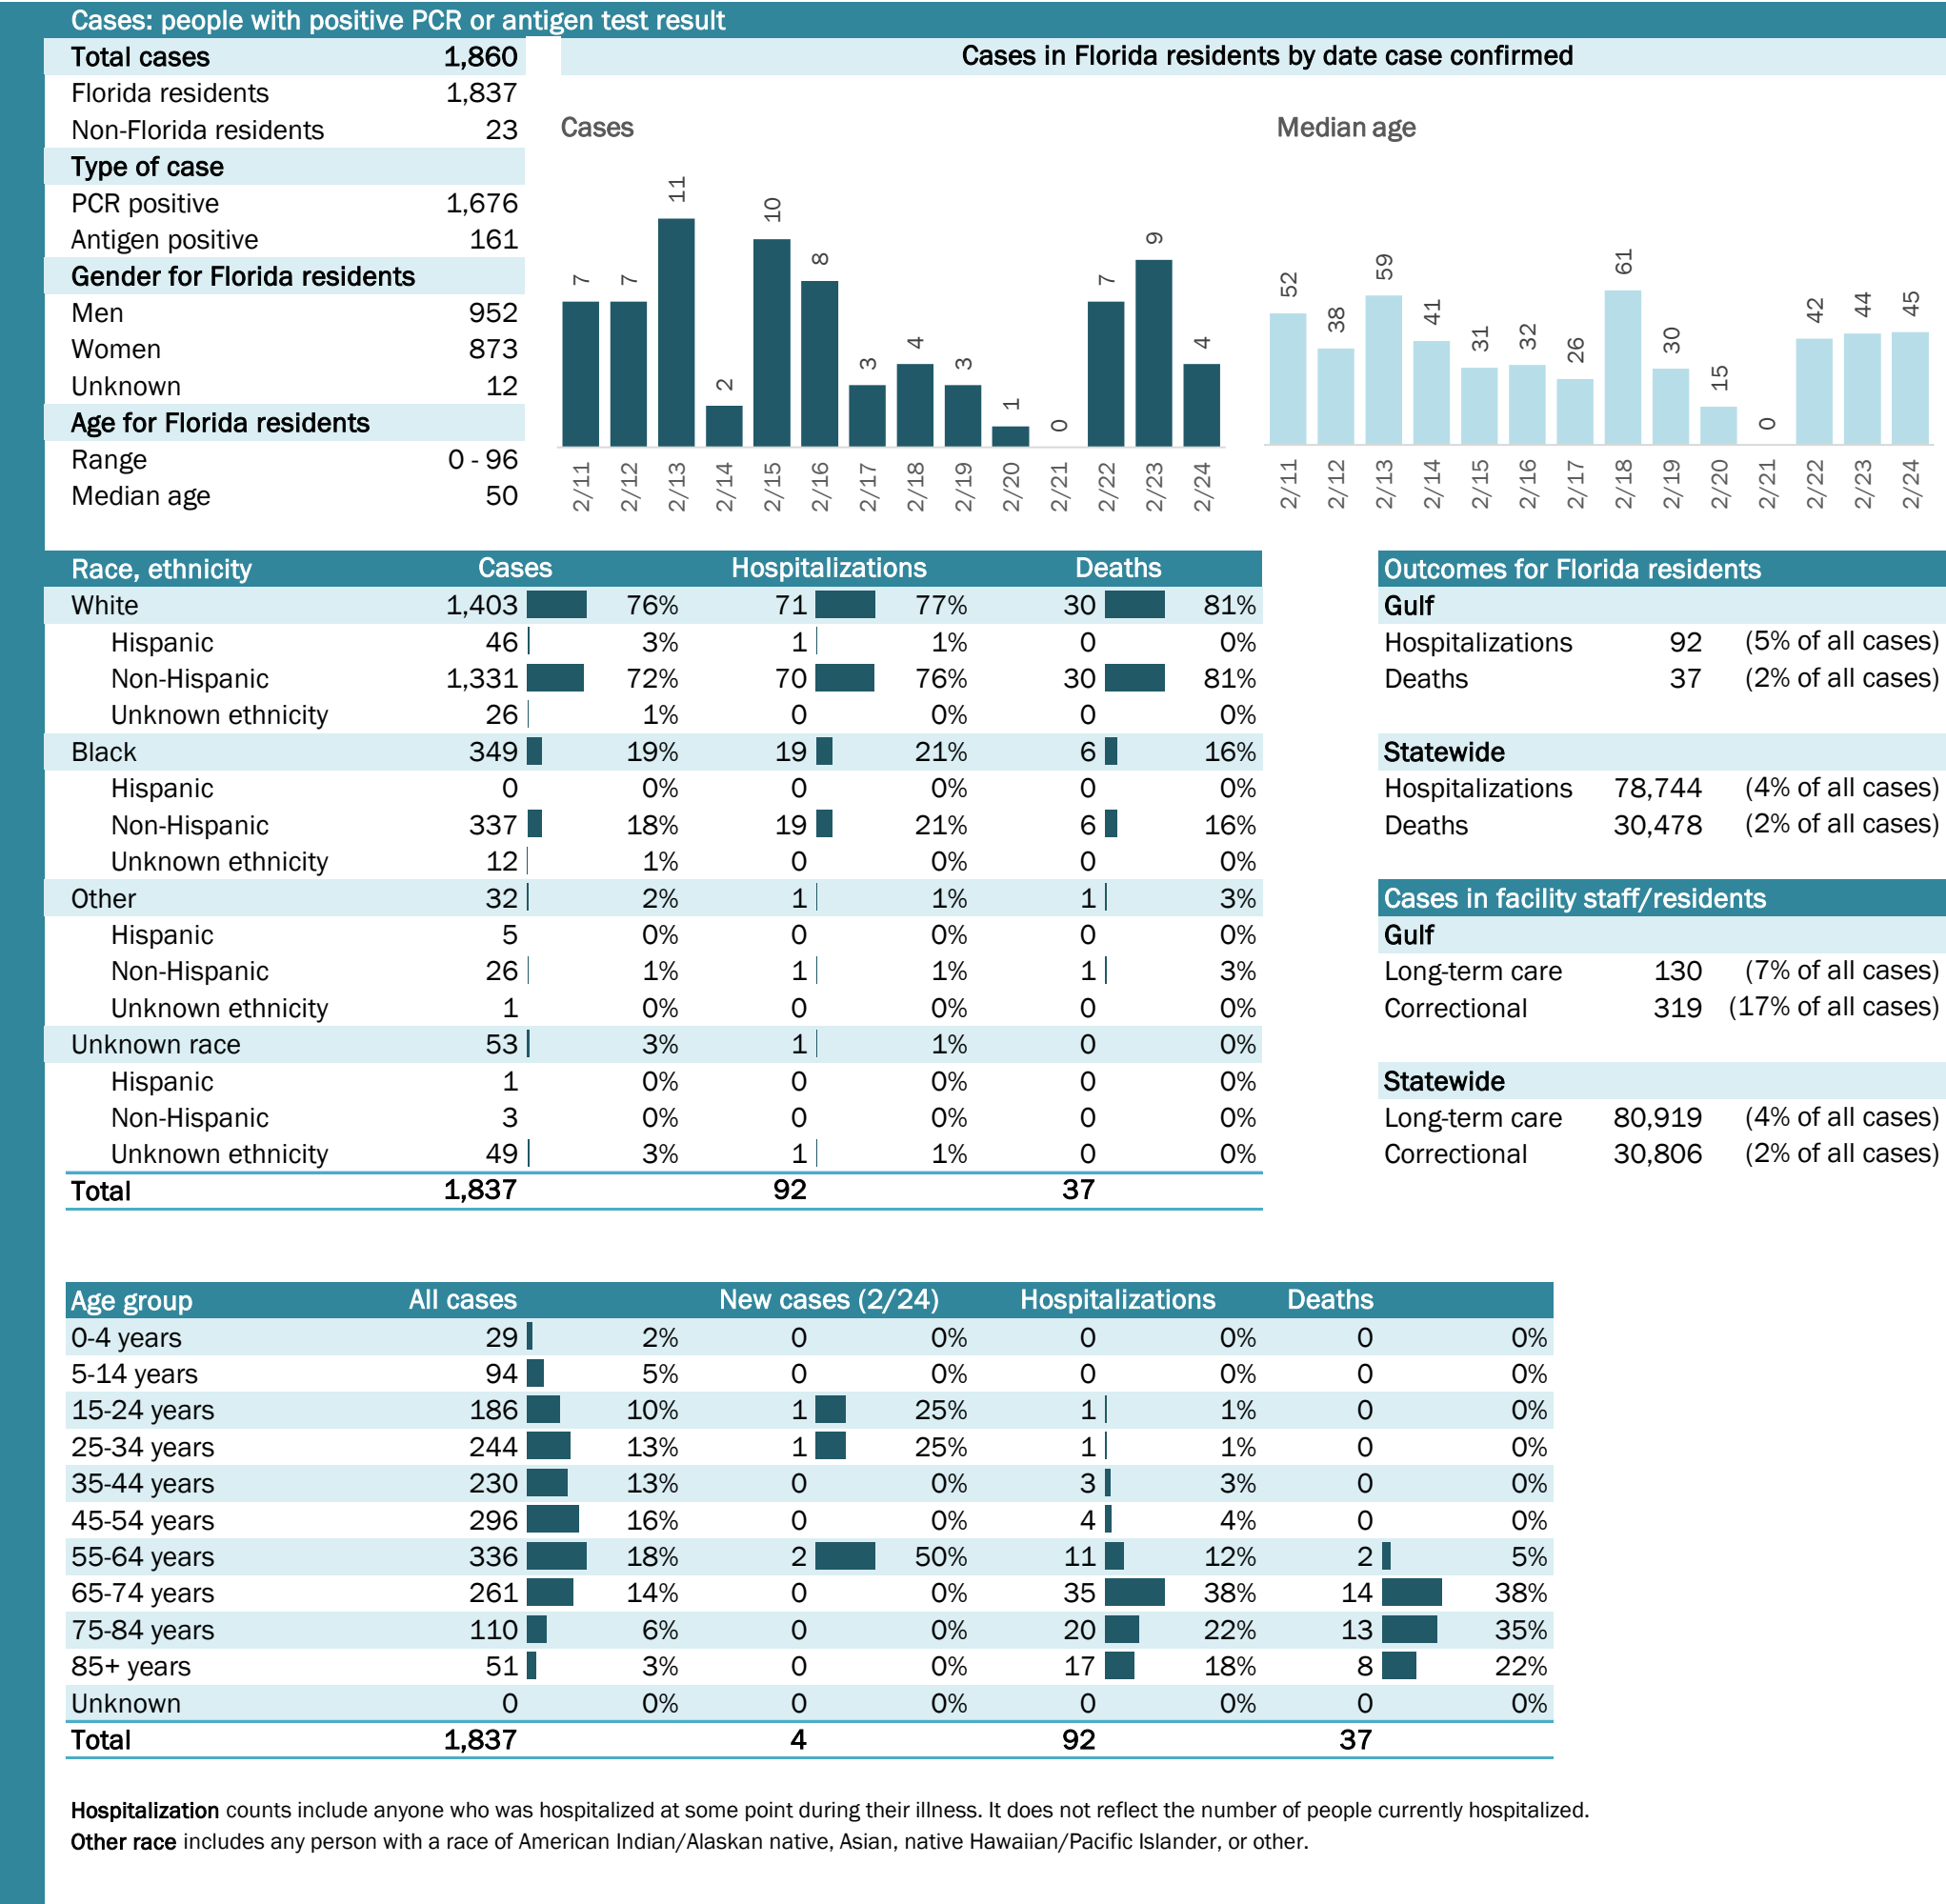 Cases: people with positive PCR or antigen test result
Total cases 1,860
Florida residents 1,837
Non-Florida residents 23
Type of case
PCR positive 1,676
Antigen positive 161
Gender for Florida residents
Men 952
Women 873
Unknown 12
Age for Florida residents
Range 0 - 96
Median age 50
Cases in Florida residents by date case confirmed
Cases
7 7 11 2 10 8 3 4 3 1 0 7 9 4
2/11 2/12 2/13 2/14 2/15 2/16 2/17 2/18 2/19 2/20 2/21 2/22 2/23 2/24
Median age
52 38 59 41 31 32 26 61 30 15 0 42 44 45
2/11 2/12 2/13 2/14 2/15 2/16 2/17 2/18 2/19 2/20 2/21 2/22 2/23 2/24
Race, ethnicity Cases Hospitalizations Deaths
White 1,403 76% 71 77% 30 81%
Hispanic 46 3% 1 1% 0 0%
Non-Hispanic 1,331 72% 70 76% 30 81%
Unknown ethnicity 26 1% 0 0% 0 0%
Black 349 19% 19 21% 6 16%
Hispanic 0 0% 0 0% 0 0%
Non-Hispanic 337 18% 19 21% 6 16%
Unknown ethnicity 12 1% 0 0% 0 0%
Other 32 2% 1 1% 1 3%
Hispanic 5 0% 0 0% 0 0%
Non-Hispanic 26 1% 1 1% 1 3%
Unknown ethnicity 1 0% 0 0% 0 0%
Unknown race 53 3% 1 1% 0 0%
Hispanic 1 0% 0 0% 0 0%
Non-Hispanic 3 0% 0 0% 0 0%
Unknown ethnicity 49 3% 1 1% 0 0%
Total 1,837 92 37
Outcomes for Florida residents
Gulf
Hospitalizations 92 (5% of all cases)
Deaths 37 (2% of all cases)
Statewide
Hospitalizations 78,744 (4% of all cases)
Deaths 30,478 (2% of all cases)
Cases in facility staff/residents
Gulf
Long-term care 130 (7% of all cases)
Correctional 319 (17% of all cases)
Statewide
Long-term care 80,919 (4% of all cases)
Correctional 30,806 (2% of all cases)
Age group All cases New cases (2/24) Hospitalizations Deaths
0-4 years 29 2% 0 0% 0 0% 0 0%
5-14 years 94 5% 0 0% 0 0% 0 0%
15-24 years 186 10% 1 25% 1 1% 0 0%
25-34 years 244 13% 1 25% 1 1% 0 0%
35-44 years 230 13% 0 0% 3 3% 0 0%
45-54 years 296 16% 0 0% 4 4% 0 0%
55-64 years 336 18% 2 50% 11 12% 2 5%
65-74 years 261 14% 0 0% 35 38% 14 38%
75-84 years 110 6% 0 0% 20 22% 13 35%
85+ years 51 3% 0 0% 17 18% 8 22%
Unknown 0 0% 0 0% 0 0% 0 0%
Total 1,837 4 92 37
Hospitalization counts include anyone who was hospitalized at some point during their illness. It does not reflect the number of people currently hospitalized.
Other race includes any person with a race of American Indian/Alaskan native, Asian, native Hawaiian/Pacific Islander, or other.